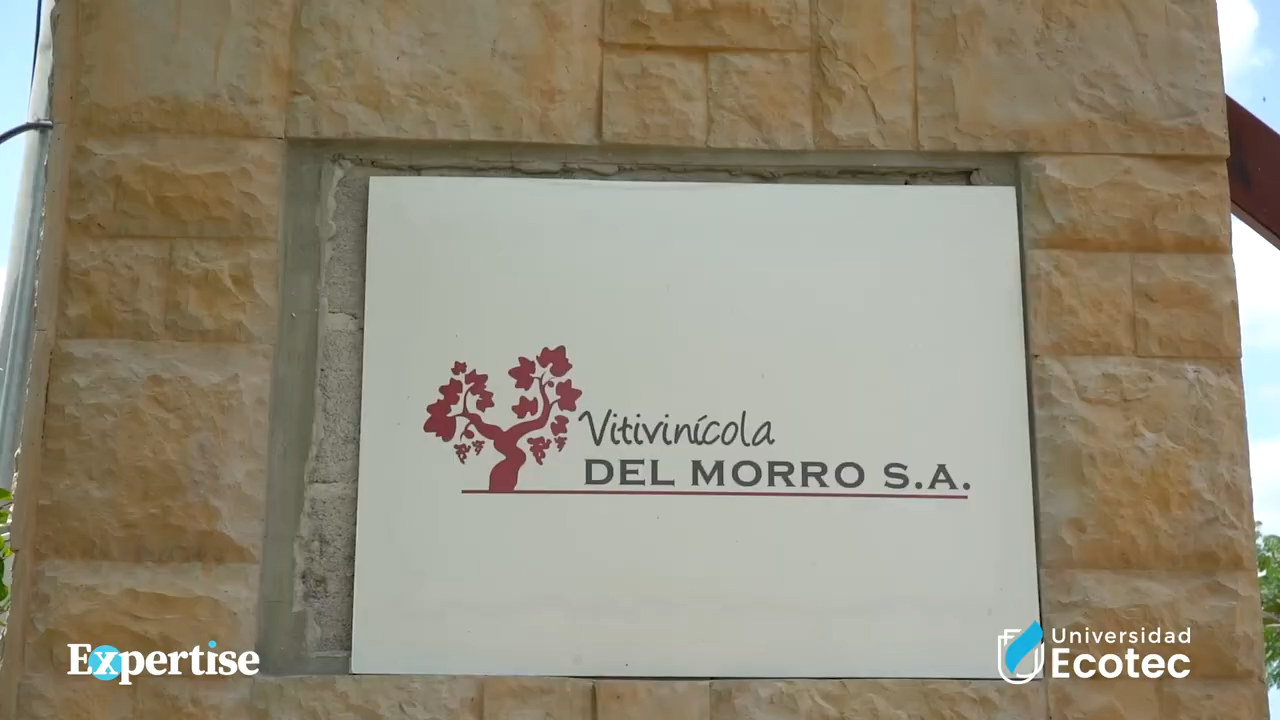 Vitivinícola
DEL MORRO S.A.
Expertise
Universidad
Ecotec